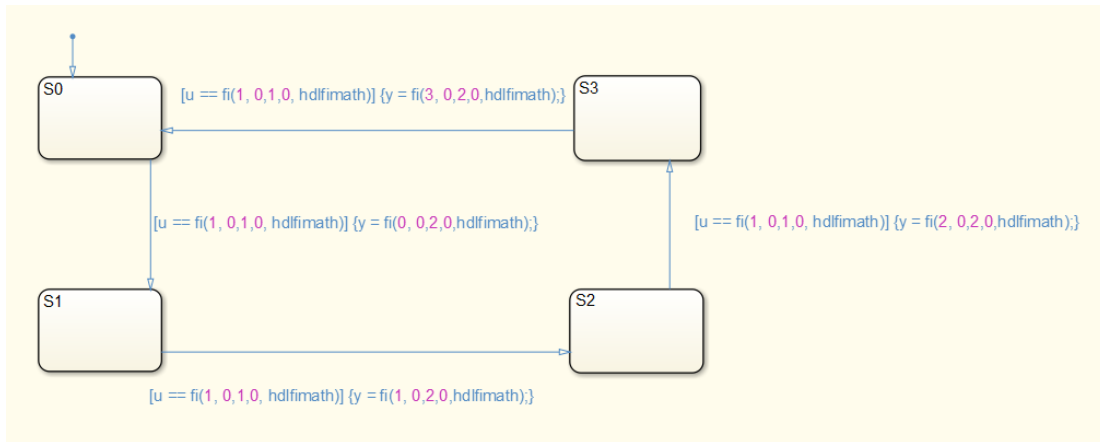 S0
[u == fi(1, 0,1,0, hdlfimath)] {y = fi(3, 0,2,0,hdlfimath);}
S3
[u == fi(1, 0,1,0, hdlfimath)] {y = fi(0, 0,2,0,hdlfimath);}
[u == fi(1, 0,1,0, hdlfimath)] {y = fi(2, 0,2,0,hdlfimath);}
S1
S2
[u == fi(1, 0,1,0, hdlfimath)] {y = fi(1, 0,2,0,hdlfimath);}